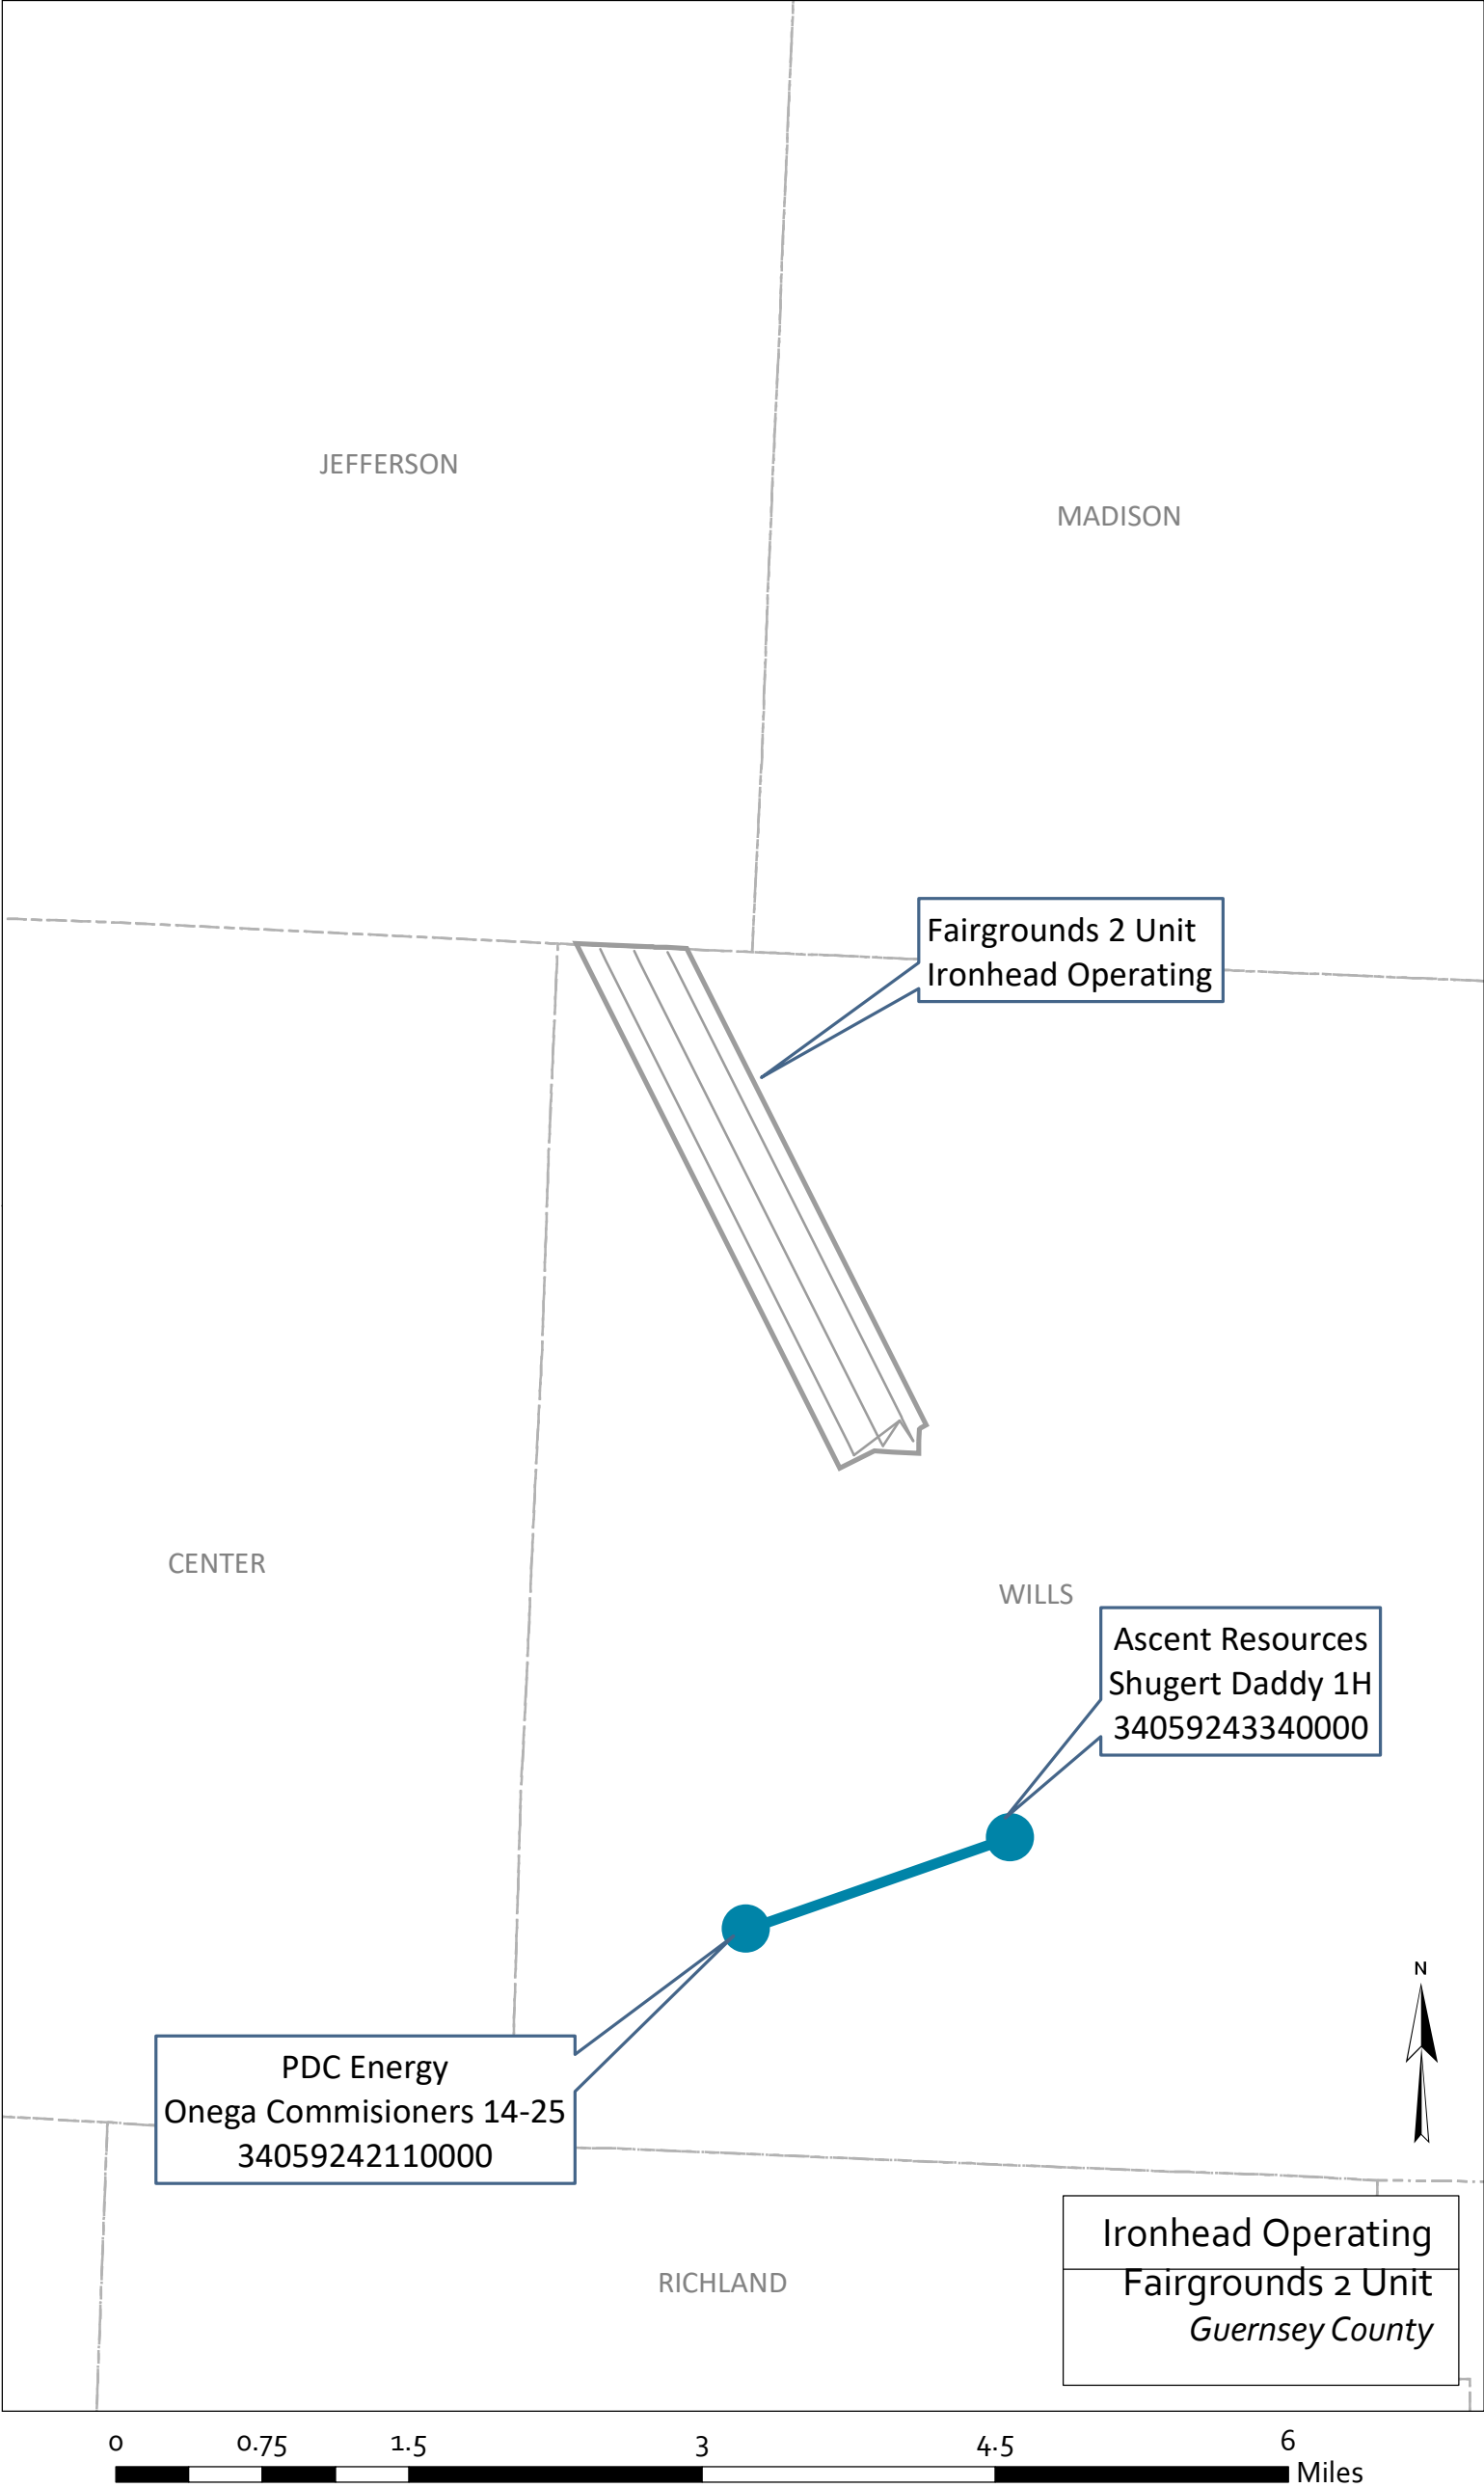 JEFFERSON
MADISON
Fairgrounds 2 Unit
Ironhead Operating
CENTER
WILLS
Ascent Resources
Shugert Daddy 1H
34059243340000
N
PDC Energy
Onega Commisioners 14-25
34059242110000
RICHLAND
Ironhead Operating
Fairgrounds 2 Unit
Guernsey County
0 0.75 1.5 3 4.5 6
Miles